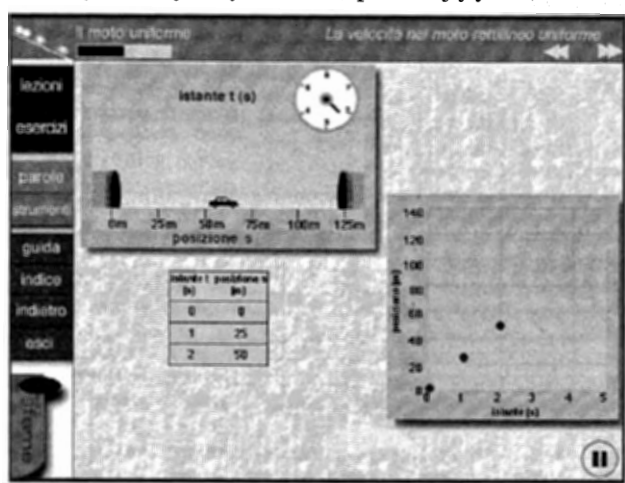 Il moto uniforme
La velocità nel moto rettilineo uniforme
lezioni
esercizi
parole
strumenti
guida
indice
indietro
esci
istante t (s)
0m 25m 50m 75m 100m 125m
posizione s
istante t posizione s
(s) (m)
0 0
1 25
2 50
140
120
100
80
60
40
20
0
posizione (m)
0 1 2 3 4 5
istante (s)